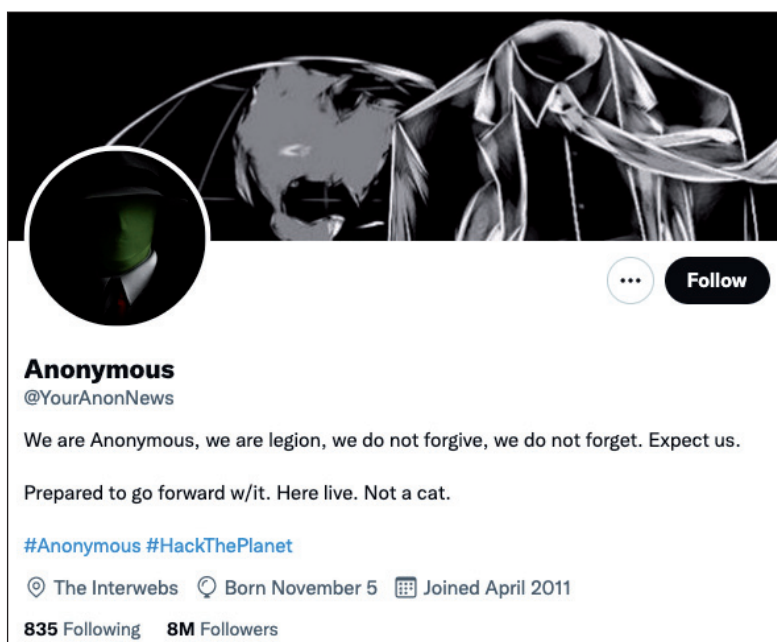 Follow
Anonymous
@YourAnonNews
We are Anonymous, we are legion, we do not forgive, we do not forget. Expect us.
Prepared to go forward w/it. Here live. Not a cat.
#Anonymous #HackThePlanet
The Interwebs Born November 5 Joined April 2011
835 Following 8M Followers